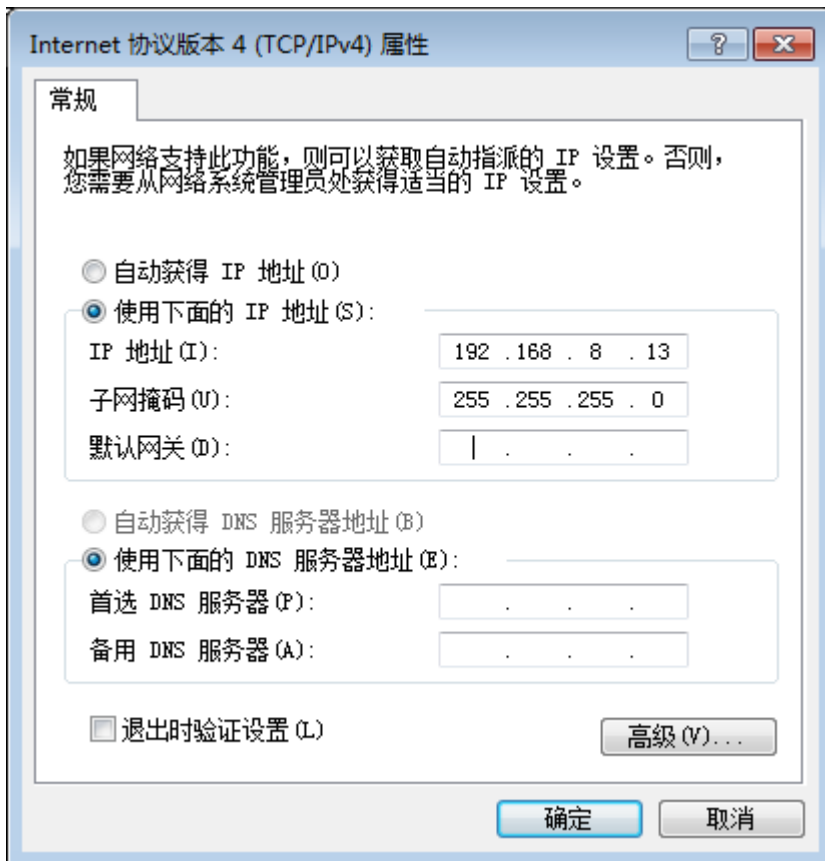 Internet 协议版本 4 (TCP/IPv4) 属性
常规
如果网络支持此功能，则可以获取自动指派的 IP 设置。否则，
您需要从网络系统管理员处获得适当的 IP 设置。
自动获得 IP 地址(O)
使用下面的 IP 地址(S):
IP 地址(I): 192 .168 . 8 . 13
子网掩码(U): 255 .255 .255 . 0
默认网关(D): . . .
自动获得 DNS 服务器地址(B)
使用下面的 DNS 服务器地址(E):
首选 DNS 服务器(P): . . .
备用 DNS 服务器(A): . . .
退出时验证设置(L)
高级(V)...
确定 取消